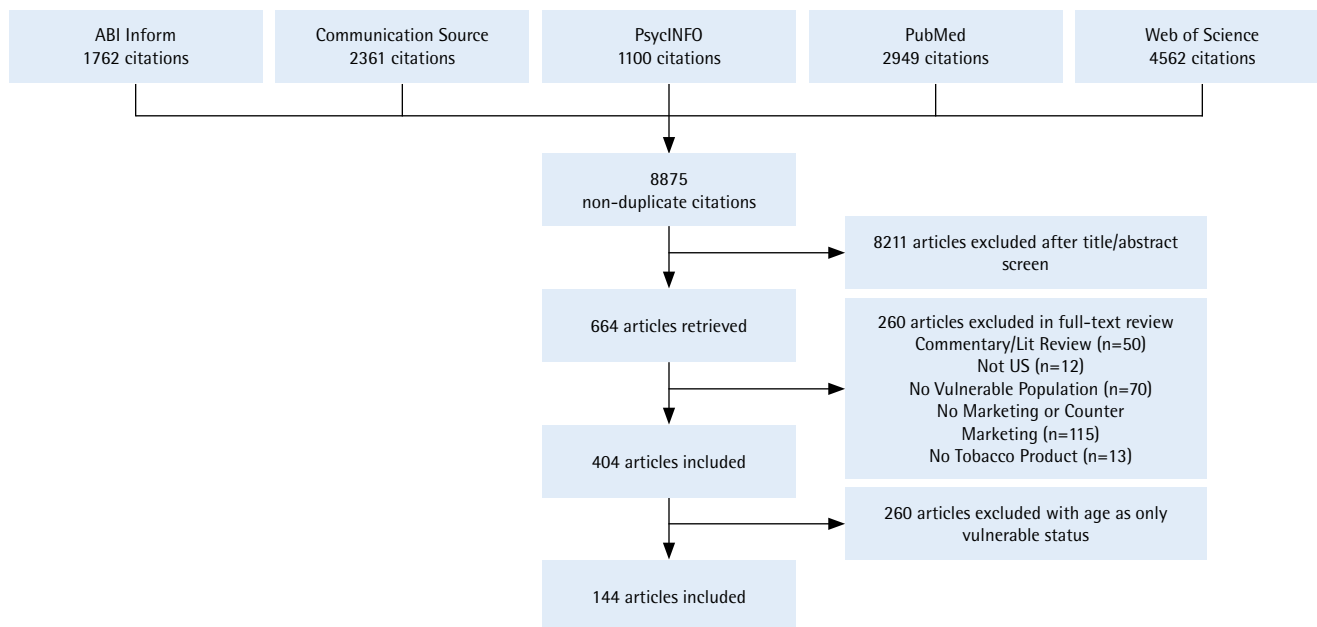 ABI Inform
1762 citations
Communication Source
2361 citations
PsycINFO
1100 citations
PubMed
2949 citations
Web of Science
4562 citations
8875
non-duplicate citations
8211 articles excluded after title/abstract
screen
664 articles retrieved
260 articles excluded in full-text review
Commentary/Lit Review (n=50)
Not US (n=12)
No Vulnerable Population (n=70)
No Marketing or Counter
Marketing (n=115)
No Tobacco Product (n=13)
404 articles included
260 articles excluded with age as only
vulnerable status
144 articles included